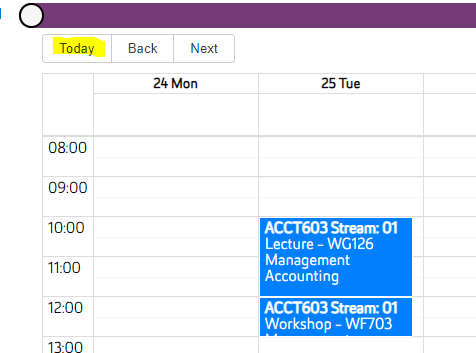 Today Back Next
24 Mon 25 Tue
08:00
09:00
10:00
ACCT603 Stream: 01
Lecture - WG126
Management
Accounting
11:00
12:00
ACCT603 Stream: 01
Workshop - WF703
13:00